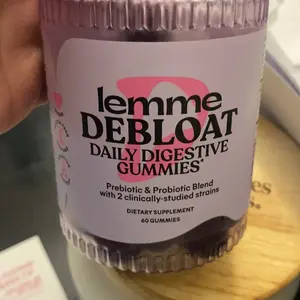 lemme
DEBLOAT
DAILY DIGESTIVE
GUMMIES*
Prebiotic & Probiotic Blend
with 2 clinically-studied strains
DIETARY SUPPLEMENT
60 GUMMIES